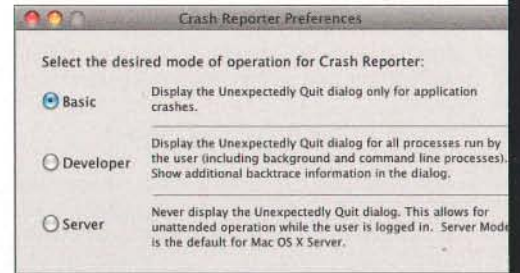 Crash Reporter Preferences
Select the desired mode of operation for Crash Reporter:
Basic
Display the Unexpectedly Quit dialog only for application
crashes.
Developer
Display the Unexpectedly Quit dialog for all processes run by
the user (including background and command line processes).
Show additional backtrace information in the dialog.
Server
Never display the Unexpectedly Quit dialog. This allows for
unattended operation while the user is logged in. Server Mode
is the default for Mac OS X Server.